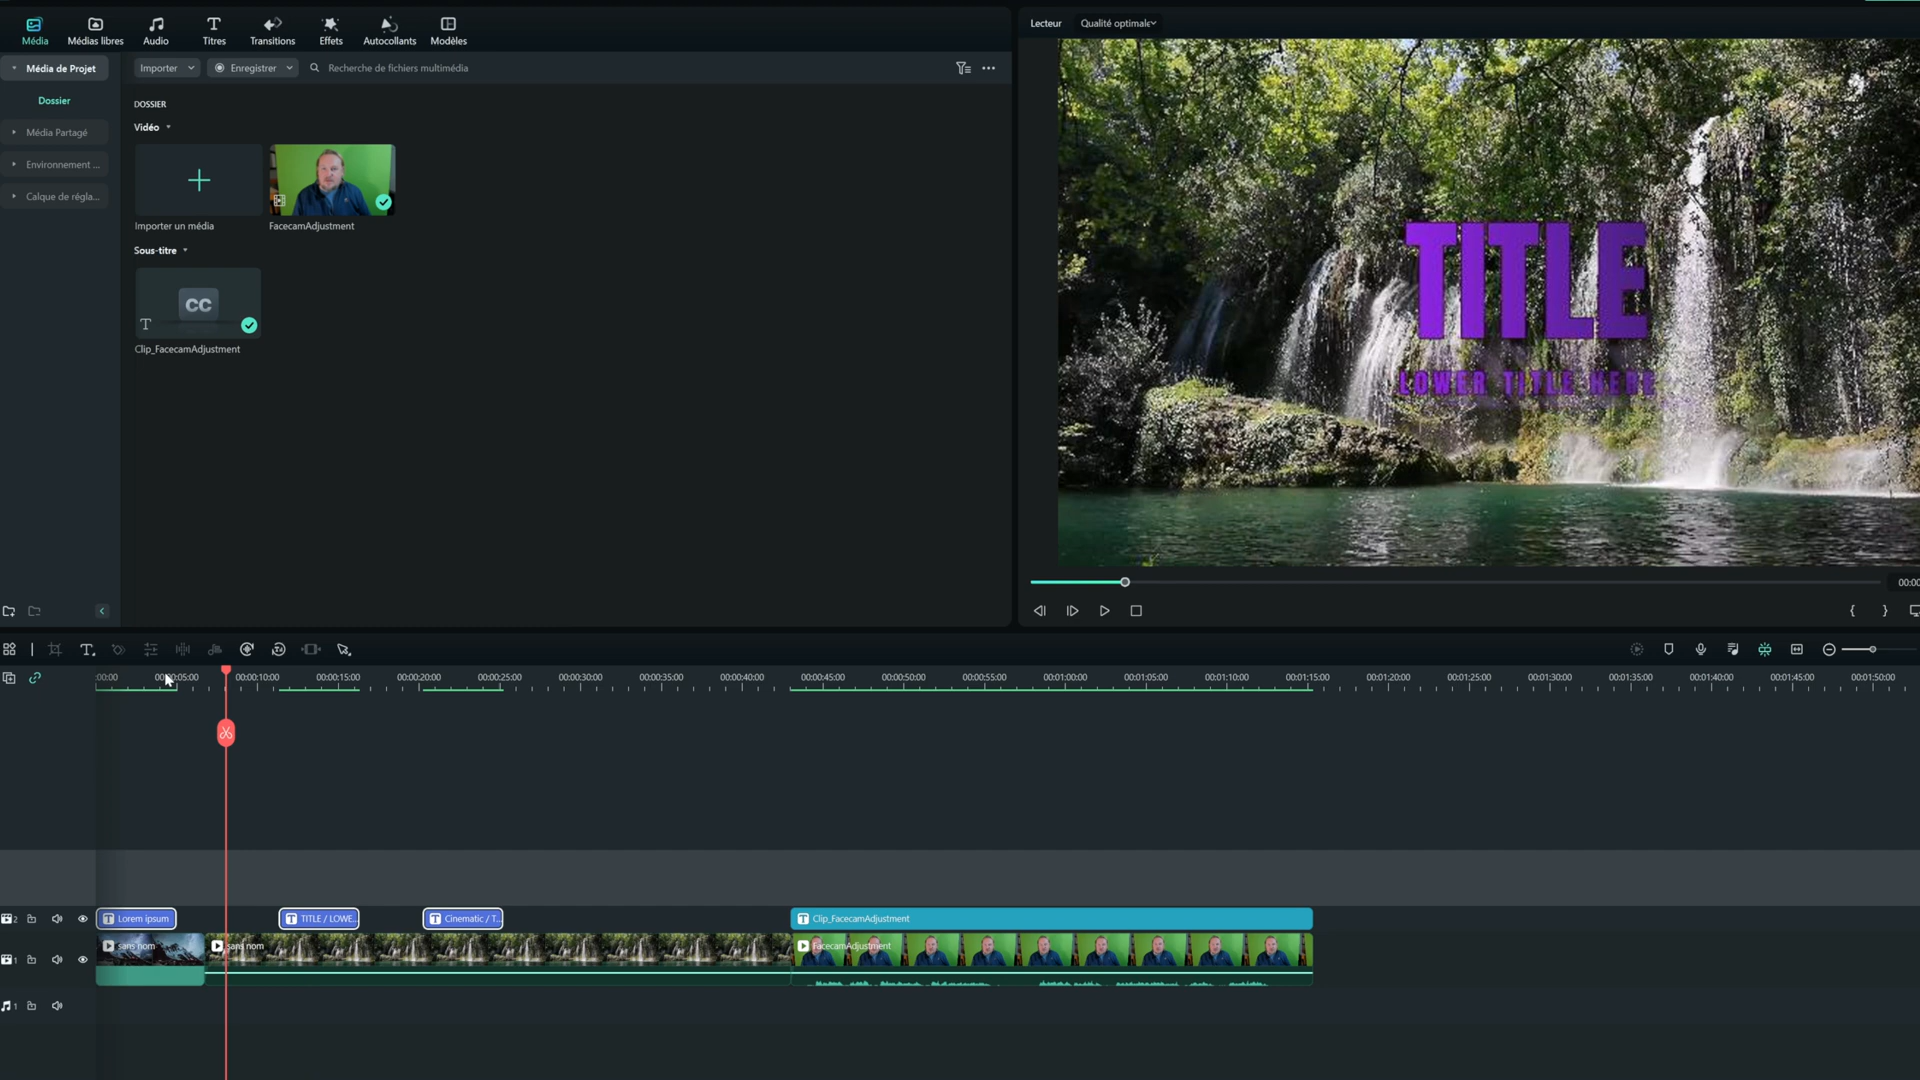 Média
Médias libres
Audio
Titres
Transitions
Effets
Autocollants
Modèles
Lecteur
Qualité optimale
Média de Projet
Importer
Enregistrer
Recherche de fichiers multimédia
Dossier
Média Partagé
Environnement ...
Calque de régla...
DOSSIER
Vidéo
Importer un média
FacecamAdjustment
Sous-titre
CC
T
Clip_FacecamAdjustment
TITLE
LOWER TITLE HERE
00:00
:00:00
00:00:05:00
00:00:10:00
00:00:15:00
00:00:20:00
00:00:25:00
00:00:30:00
00:00:35:00
00:00:40:00
00:00:45:00
00:00:50:00
00:00:55:00
00:01:00:00
00:01:05:00
00:01:10:00
00:01:15:00
00:01:20:00
00:01:25:00
00:01:30:00
00:01:35:00
00:01:40:00
00:01:45:00
00:01:50:00
2
T Lorem ipsum
T TITLE / LOWE...
T Cinematic / T...
T Clip_FacecamAdjustment
1
sans nom
sans nom
FacecamAdjustment
1